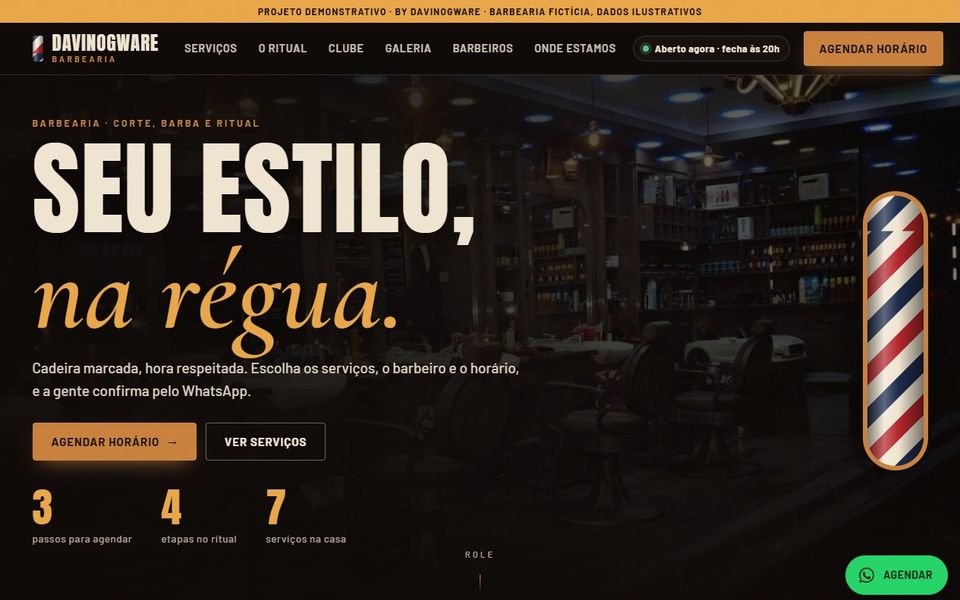 PROJETO DEMONSTRATIVO · BY DAVINOGWARE · BARBEARIA FICTÍCIA, DADOS ILUSTRATIVOS
DAVINOGWARE
BARBEARIA
SERVIÇOS
O RITUAL
CLUBE
GALERIA
BARBEIROS
ONDE ESTAMOS
Aberto agora · fecha às 20h
AGENDAR HORÁRIO
BARBEARIA · CORTE, BARBA E RITUAL
SEU ESTILO,
na régua.
Cadeira marcada, hora respeitada. Escolha os serviços, o barbeiro e o horário,
e a gente confirma pelo WhatsApp.
AGENDAR HORÁRIO →
VER SERVIÇOS
3
passos para agendar
4
etapas no ritual
7
serviços na casa
ROLE
AGENDAR